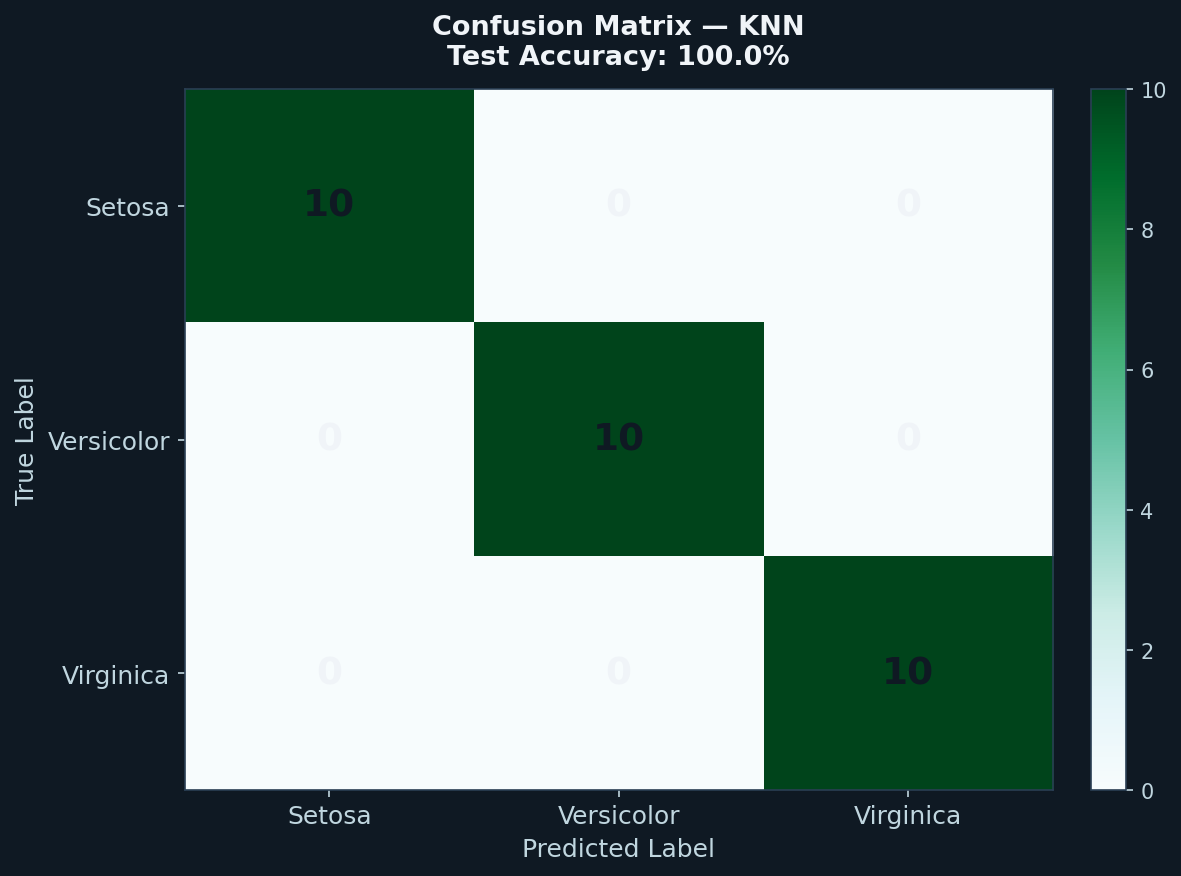 Confusion Matrix — KNN
Test Accuracy: 100.0%
True Label
Setosa
Versicolor
Virginica
10 0 0
0 10 0
0 0 10
Setosa Versicolor Virginica
Predicted Label
10
8
6
4
2
0